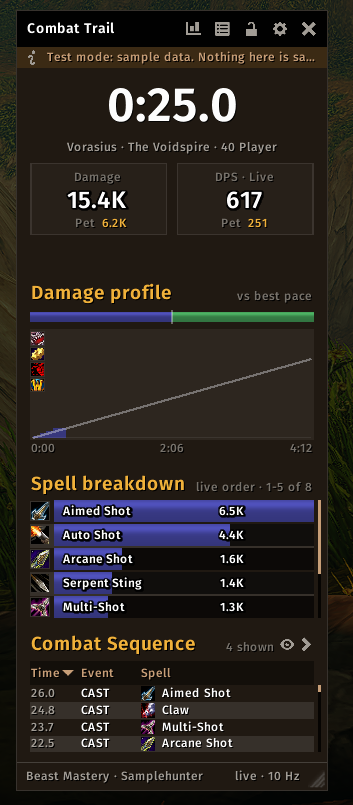 Combat Trail
Test mode: sample data. Nothing here is sa...
0:25.0
Vorasius · The Voidspire · 40 Player
Damage
15.4K
Pet 6.2K
DPS · Live
617
Pet 251
Damage profile vs best pace
0:00 2:06 4:12
Spell breakdown live order · 1-5 of 8
Aimed Shot 6.5K
Auto Shot 4.4K
Arcane Shot 1.6K
Serpent Sting 1.4K
Multi-Shot 1.3K
Combat Sequence 4 shown
Time Event Spell
26.0 CAST Aimed Shot
24.8 CAST Claw
23.7 CAST Multi-Shot
22.5 CAST Arcane Shot
Beast Mastery · Samplehunter live · 10 Hz